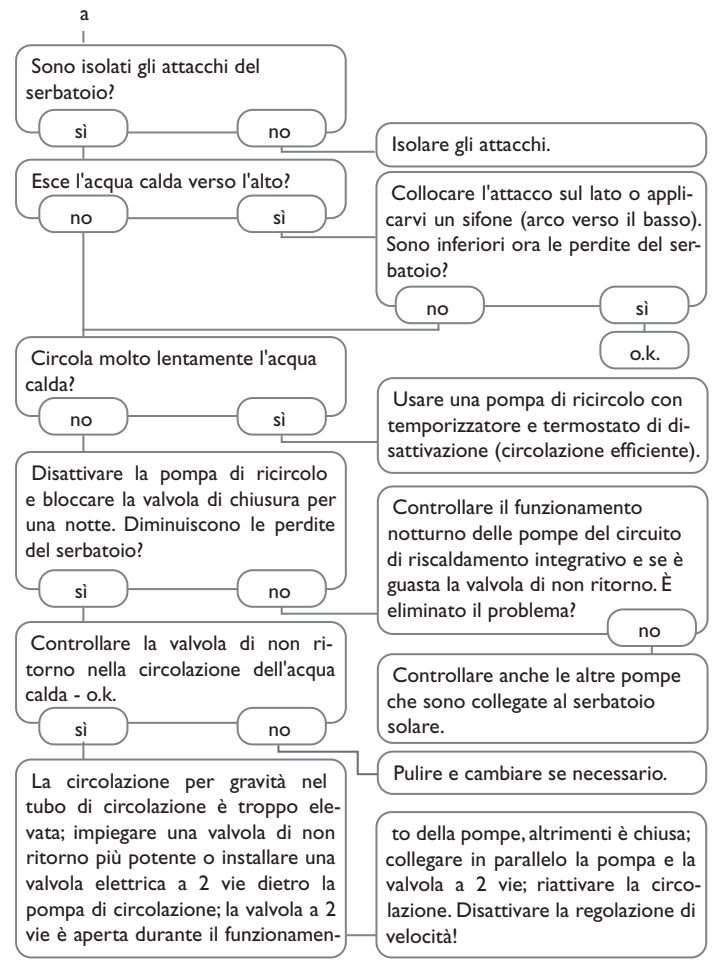 a
Sono isolati gli attacchi del
serbatoio?
sì
no
Isolare gli attacchi.
Esce l'acqua calda verso l'alto?
no
sì
Collocare l'attacco sul lato o appli-
carvi un sifone (arco verso il basso).
Sono inferiori ora le perdite del ser-
batoio?
no
sì
o.k.
Circola molto lentamente l'acqua
calda?
no
sì
Usare una pompa di ricircolo con
temporizzatore e termostato di di-
sattivazione (circolazione efficiente).
Disattivare la pompa di ricircolo
e bloccare la valvola di chiusura per
una notte. Diminuiscono le perdite
del serbatoio?
sì
no
Controllare il funzionamento
notturno delle pompe del circuito
di riscaldamento integrativo e se è
guasta la valvola di non ritorno. È
eliminato il problema?
no
Controllare anche le altre pompe
che sono collegate al serbatoio
solare.
Controllare la valvola di non ri-
torno nella circolazione dell'acqua
calda - o.k.
sì
no
Pulire e cambiare se necessario.
La circolazione per gravità nel
tubo di circolazione è troppo ele-
vata; impiegare una valvola di non
ritorno più potente o installare una
valvola elettrica a 2 vie dietro la
pompa di circolazione; la valvola a 2
vie è aperta durante il funzionamen-
to della pompe, altrimenti è chiusa;
collegare in parallelo la pompa e la
valvola a 2 vie; riattivare la circo-
lazione. Disattivare la regolazione di
velocità!